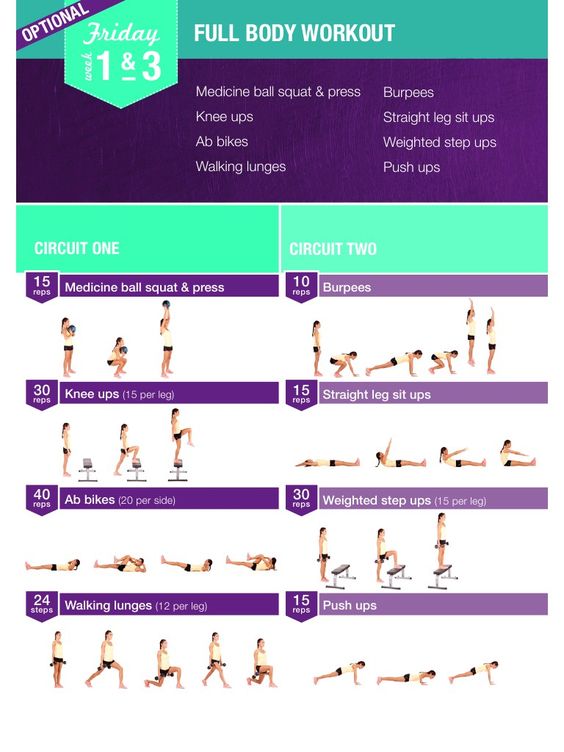 OPTIONAL
Friday
week
1 & 3
FULL BODY WORKOUT
Medicine ball squat & press
Knee ups
Ab bikes
Walking lunges
Burpees
Straight leg sit ups
Weighted step ups
Push ups
CIRCUIT ONE
15 reps
Medicine ball squat & press
30 reps
Knee ups (15 per leg)
40 reps
Ab bikes (20 per side)
24 steps
Walking lunges (12 per leg)
CIRCUIT TWO
10 reps
Burpees
15 reps
Straight leg sit ups
30 reps
Weighted step ups (15 per leg)
15 reps
Push ups